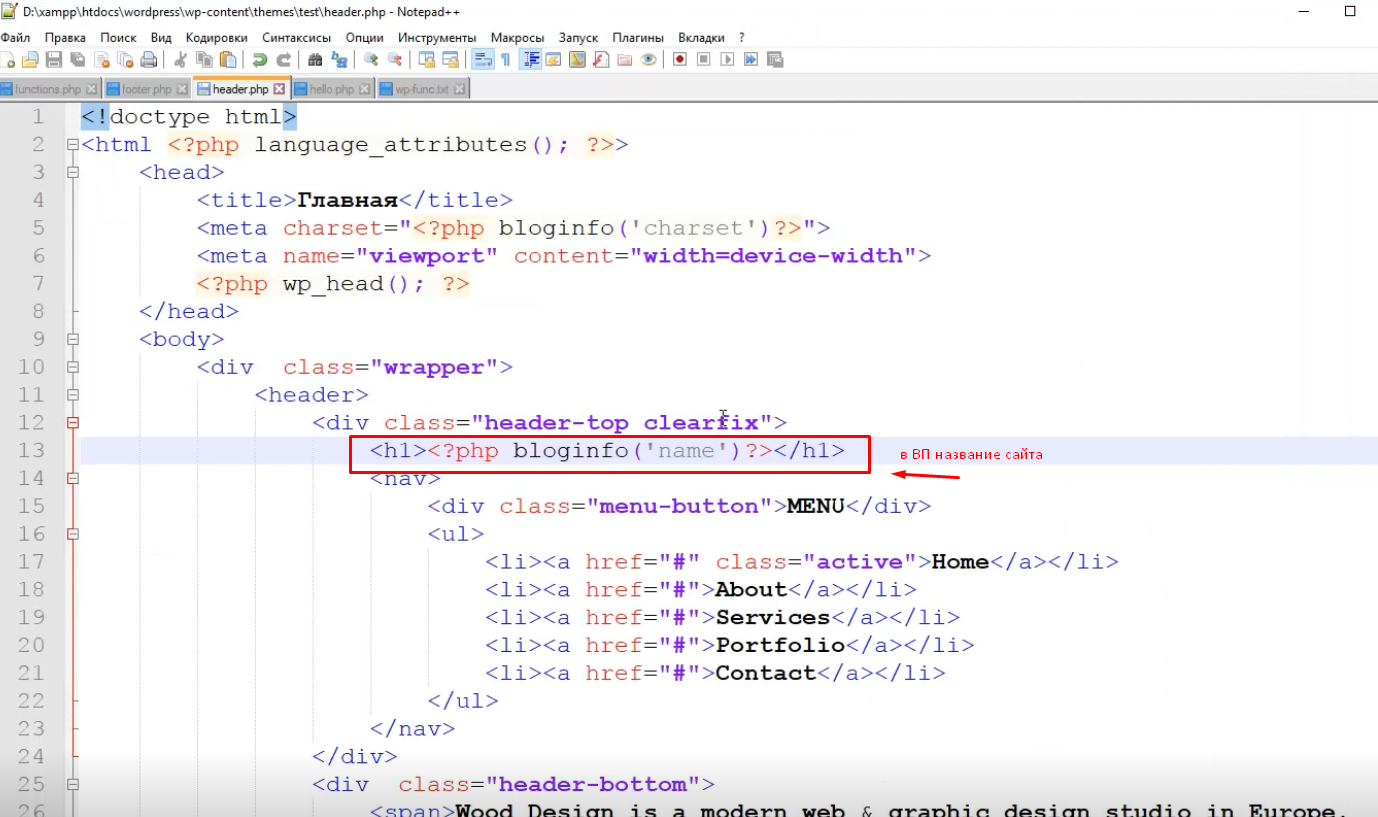 D:\xampp\htdocs\wordpress\wp-content\themes\test\header.php - Notepad++
Файл Правка Поиск Вид Кодировки Синтаксисы Опции Инструменты Макросы Запуск Плагины Вкладки ?
functions.php footer.php header.php hello.php wp-func.txt
1 <!doctype html>
2 <html <?php language_attributes(); ?>>
3 <head>
4 <title>Главная</title>
5 <meta charset="<?php bloginfo('charset')?>">
6 <meta name="viewport" content="width=device-width">
7 <?php wp_head(); ?>
8 </head>
9 <body>
10 <div  class="wrapper">
11 <header>
12 <div class="header-top clearfix">
13 <h1><?php bloginfo('name')?></h1> в ВП название сайта
14 <nav>
15 <div class="menu-button">MENU</div>
16 <ul>
17 <li><a href="#" class="active">Home</a></li>
18 <li><a href="#">About</a></li>
19 <li><a href="#">Services</a></li>
20 <li><a href="#">Portfolio</a></li>
21 <li><a href="#">Contact</a></li>
22 </ul>
23 </nav>
24 </div>
25 <div  class="header-bottom">
26 <span>Wood Design is a modern web & graphic design studio in Europe.